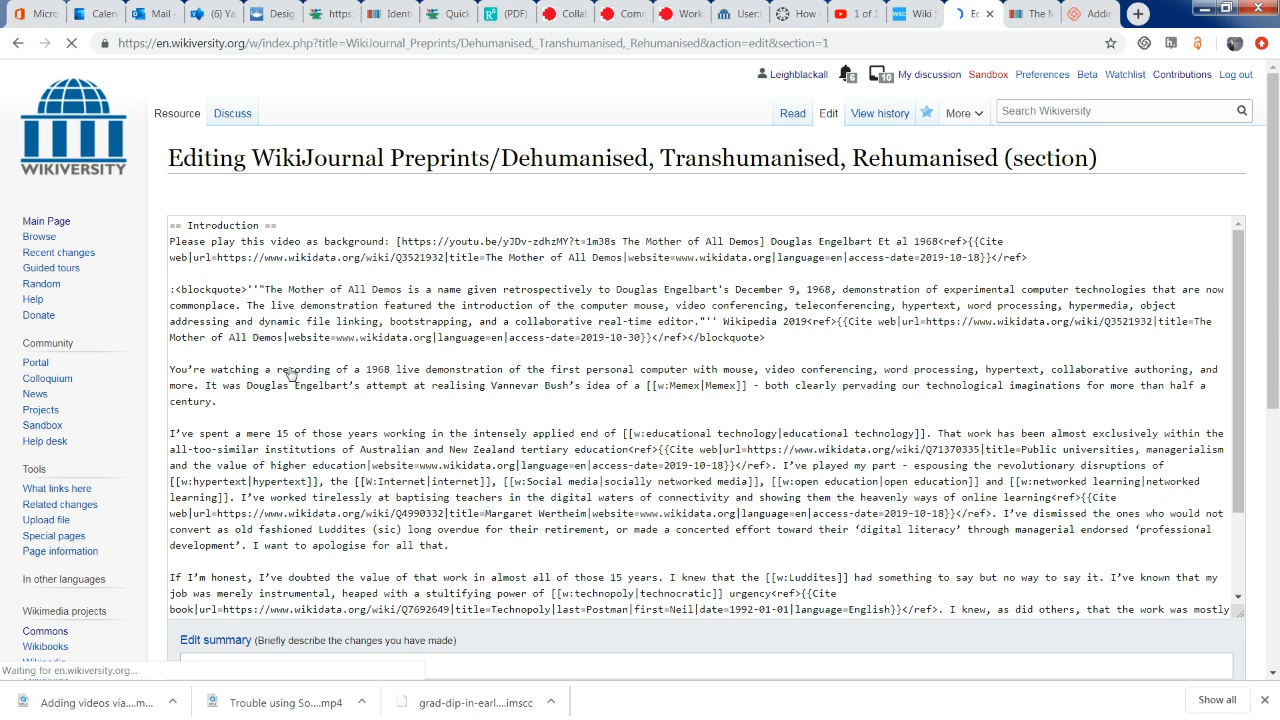 Micro
Calen
Mail -
(6) Ya
Desig
https:
Identi
Quick
(PDF)
Colla
Comm
Work
User:
How
1 of 1
Wiki
Ec
The M
Addir
https://en.wikiversity.org/w/index.php?title=WikiJournal_Preprints/Dehumanised,_Transhumanised,_Rehumanised&action=edit&section=1
Leighblackall 6 10 My discussion Sandbox Preferences Beta Watchlist Contributions Log out
Resource Discuss Read Edit View history More Search Wikiversity
WIKIVERSITY
Editing WikiJournal Preprints/Dehumanised, Transhumanised, Rehumanised (section)
Main Page
Browse
Recent changes
Guided tours
Random
Help
Donate
Community
Portal
Colloquium
News
Projects
Sandbox
Help desk
Tools
What links here
Related changes
Upload file
Special pages
Page information
In other languages
Wikimedia projects
Commons
Wikibooks
== Introduction ==
Please play this video as background: [https://youtu.be/yJDv-zdhzMY?t=1m38s The Mother of All Demos] Douglas Engelbart Et al 1968<ref>{{Cite
web|url=https://www.wikidata.org/wiki/Q3521932|title=The Mother of All Demos|website=www.wikidata.org|language=en|access-date=2019-10-18}}</ref>
:<blockquote>''"The Mother of All Demos is a name given retrospectively to Douglas Engelbart's December 9, 1968, demonstration of experimental computer technologies that are now
commonplace. The live demonstration featured the introduction of the computer mouse, video conferencing, teleconferencing, hypertext, word processing, hypermedia, object
addressing and dynamic file linking, bootstrapping, and a collaborative real-time editor."'' Wikipedia 2019<ref>{{Cite web|url=https://www.wikidata.org/wiki/Q3521932|title=The
Mother of All Demos|website=www.wikidata.org|language=en|access-date=2019-10-30}}</ref></blockquote>
You’re watching a recording of a 1968 live demonstration of the first personal computer with mouse, video conferencing, word processing, hypertext, collaborative authoring, and
more. It was Douglas Engelbart’s attempt at realising Vannevar Bush’s idea of a [[w:Memex|Memex]] - both clearly pervading our technological imaginations for more than half a
century.
I’ve spent a mere 15 of those years working in the intensely applied end of [[w:educational technology|educational technology]]. That work has been almost exclusively within the
all-too-similar institutions of Australian and New Zealand tertiary education<ref>{{Cite web|url=https://www.wikidata.org/wiki/Q71370335|title=Public universities, managerialism
and the value of higher education|website=www.wikidata.org|language=en|access-date=2019-10-18}}</ref>. I’ve played my part - espousing the revolutionary disruptions of
[[w:hypertext|hypertext]], the [[W:Internet|internet]], [[w:Social media|socially networked media]], [[w:open education|open education]] and [[w:networked learning|networked
learning]]. I’ve worked tirelessly at baptising teachers in the digital waters of connectivity and showing them the heavenly ways of online learning<ref>{{Cite
web|url=https://www.wikidata.org/wiki/Q4990332|title=Margaret Wertheim|website=www.wikidata.org|language=en|access-date=2019-10-18}}</ref>. I’ve dismissed the ones who would not
convert as old fashioned Luddites (sic) long overdue for their retirement, or made a concerted effort toward their ‘digital literacy’ through managerial endorsed ‘professional
development’. I want to apologise for all that.
If I’m honest, I’ve doubted the value of that work in almost all of those 15 years. I knew that the [[w:Luddites]] had something to say but no way to say it. I’ve known that my
job was merely instrumental, heaped with a stultifying power of [[w:technopoly|technocratic]] urgency<ref>{{Cite
book|url=https://www.wikidata.org/wiki/Q7692649|title=Technopoly|last=Postman|first=Neil|date=1992-01-01|language=English}}</ref>. I knew, as did others, that the work was mostly
Edit summary (Briefly describe the changes you have made)
Waiting for en.wikiversity.org...
Adding videos via....m...
Trouble using So....mp4
grad-dip-in-earl....imscc
Show all